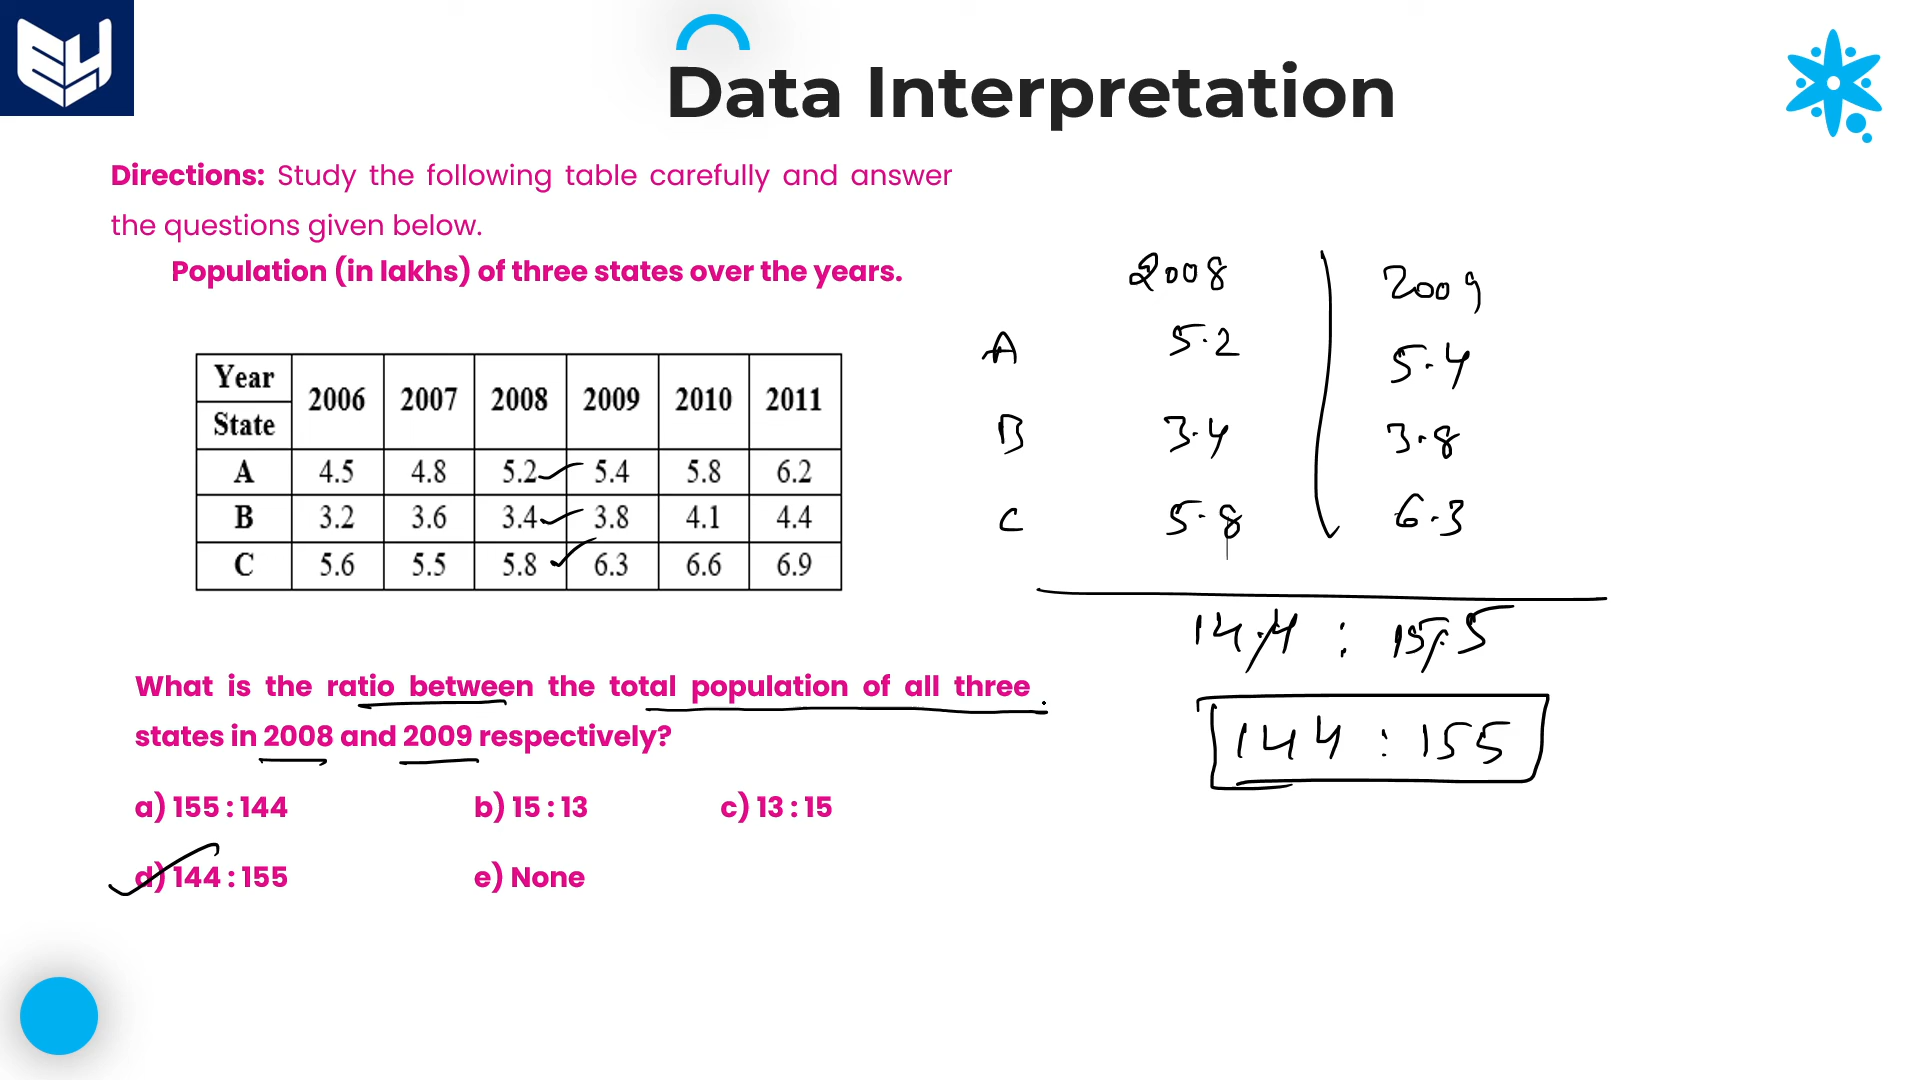 Data Interpretation
Directions: Study the following table carefully and answer
the questions given below.
Population (in lakhs) of three states over the years.
Year
State
2006 2007 2008 2009 2010 2011
A 4.5 4.8 5.2 5.4 5.8 6.2
B 3.2 3.6 3.4 3.8 4.1 4.4
C 5.6 5.5 5.8 6.3 6.6 6.9
What is the ratio between the total population of all three
states in 2008 and 2009 respectively?
a) 155 : 144 b) 15 : 13 c) 13 : 15
d) 144 : 155 e) None
2008 2009
A 5.2 5.4
B 3.4 3.8
C 5.8 6.3
14.4 : 15.5
144 : 155